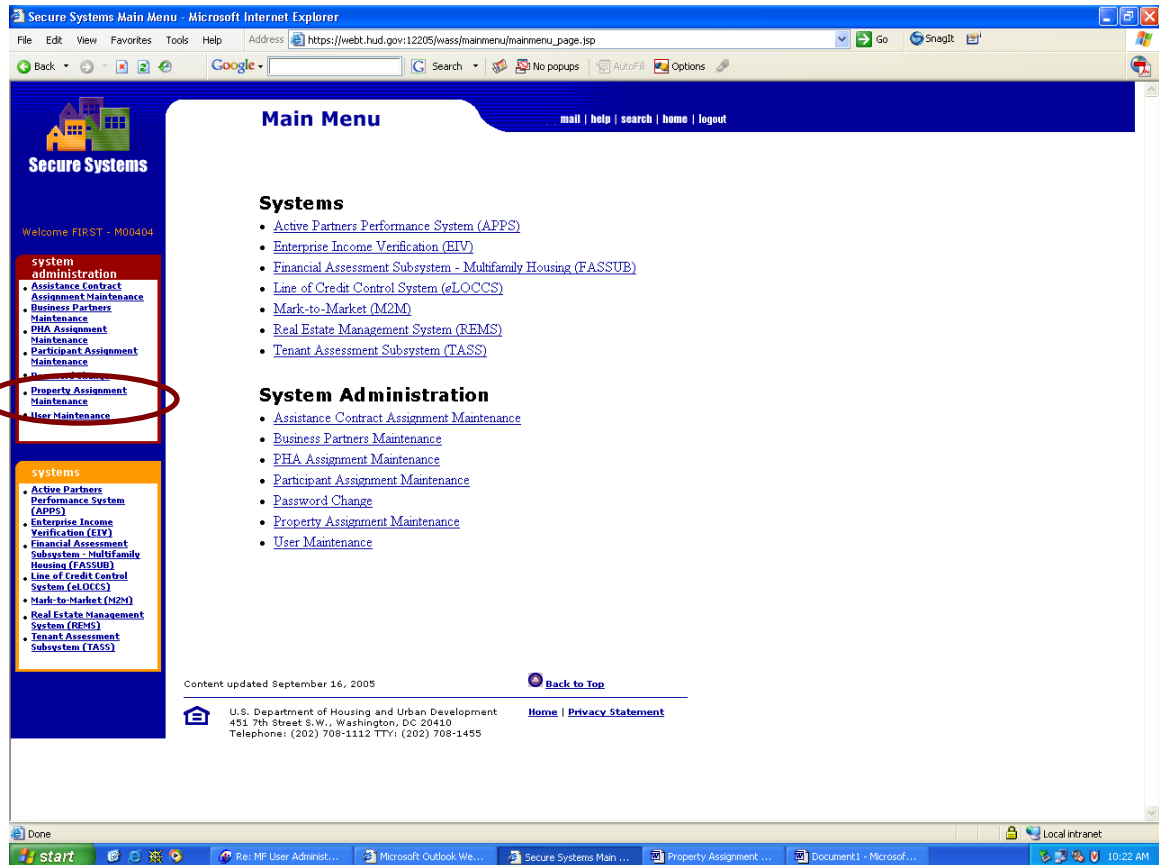 Secure Systems Main Menu - Microsoft Internet Explorer
File Edit View Favorites Tools Help Address https://webt.hud.gov:12205/wass/mainmenu/mainmenu_page.jsp Go SnagIt
Back Google Search No popups AutoFill Options
Main Menu
mail | help | search | home | logout
Secure Systems
Welcome FIRST - M00404
system
administration
Assistance Contract
Assignment Maintenance
Business Partners
Maintenance
PHA Assignment
Maintenance
Participant Assignment
Maintenance
Password Change
Property Assignment
Maintenance
User Maintenance
systems
Active Partners
Performance System
(APPS)
Enterprise Income
Verification (EIV)
Financial Assessment
Subsystem - Multifamily
Housing (FASSUB)
Line of Credit Control
System (eLOCCS)
Mark-to-Market (M2M)
Real Estate Management
System (REMS)
Tenant Assessment
Subsystem (TASS)
Systems
Active Partners Performance System (APPS)
Enterprise Income Verification (EIV)
Financial Assessment Subsystem - Multifamily Housing (FASSUB)
Line of Credit Control System (eLOCCS)
Mark-to-Market (M2M)
Real Estate Management System (REMS)
Tenant Assessment Subsystem (TASS)
System Administration
Assistance Contract Assignment Maintenance
Business Partners Maintenance
PHA Assignment Maintenance
Participant Assignment Maintenance
Password Change
Property Assignment Maintenance
User Maintenance
Content updated September 16, 2005
Back to Top
U.S. Department of Housing and Urban Development
451 7th Street S.W., Washington, DC 20410
Telephone: (202) 708-1112 TTY: (202) 708-1455
Home | Privacy Statement
Done Local intranet
start Re: MF User Administ... Microsoft Outlook We... Secure Systems Main ... Property Assignment ... Document1 - Microsof... 10:22 AM